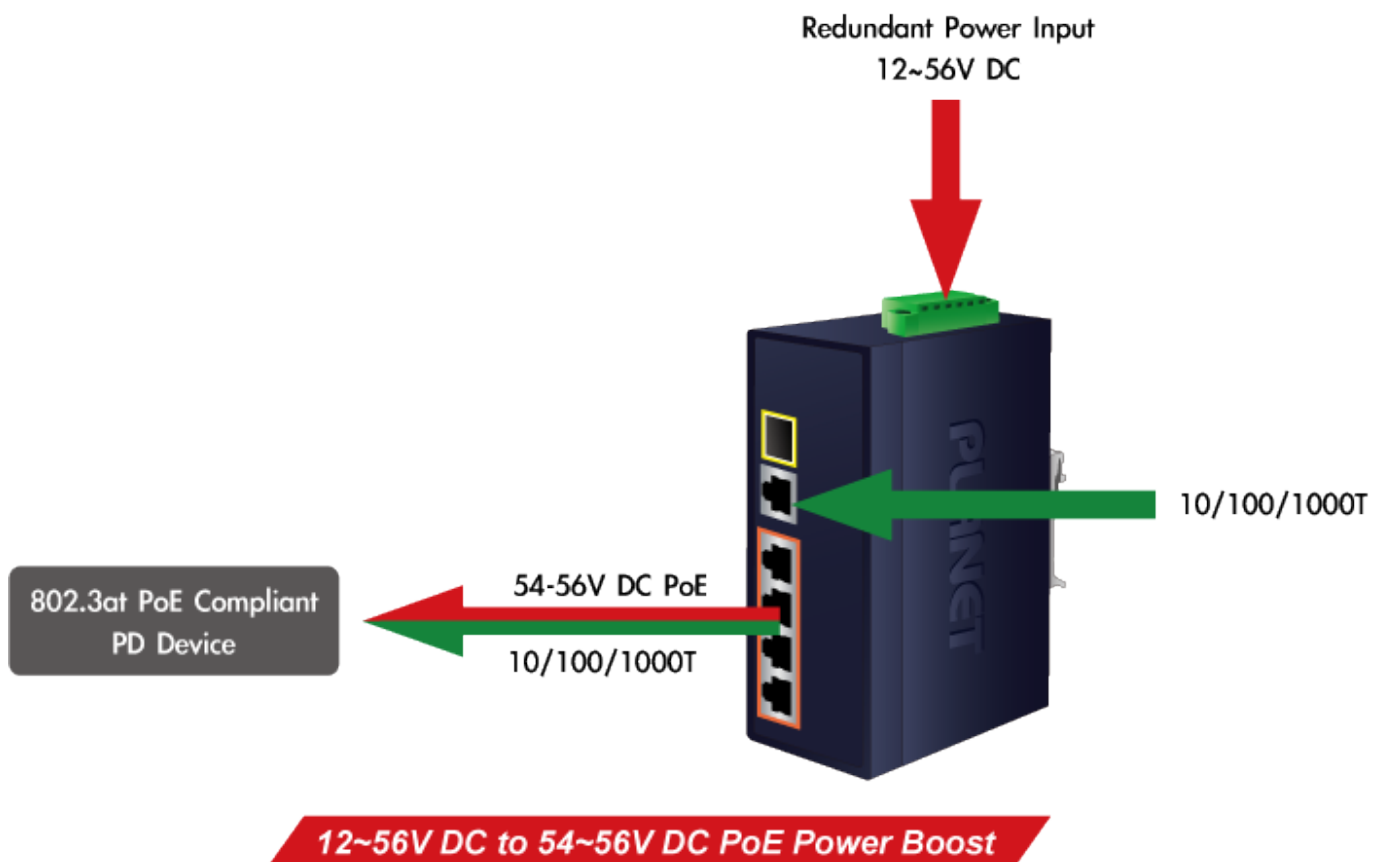 Redundant Power Input
12~56V DC
PLANET
10/100/1000T
54-56V DC PoE
10/100/1000T
802.3at PoE Compliant
PD Device
12~56V DC to 54~56V DC PoE Power Boost